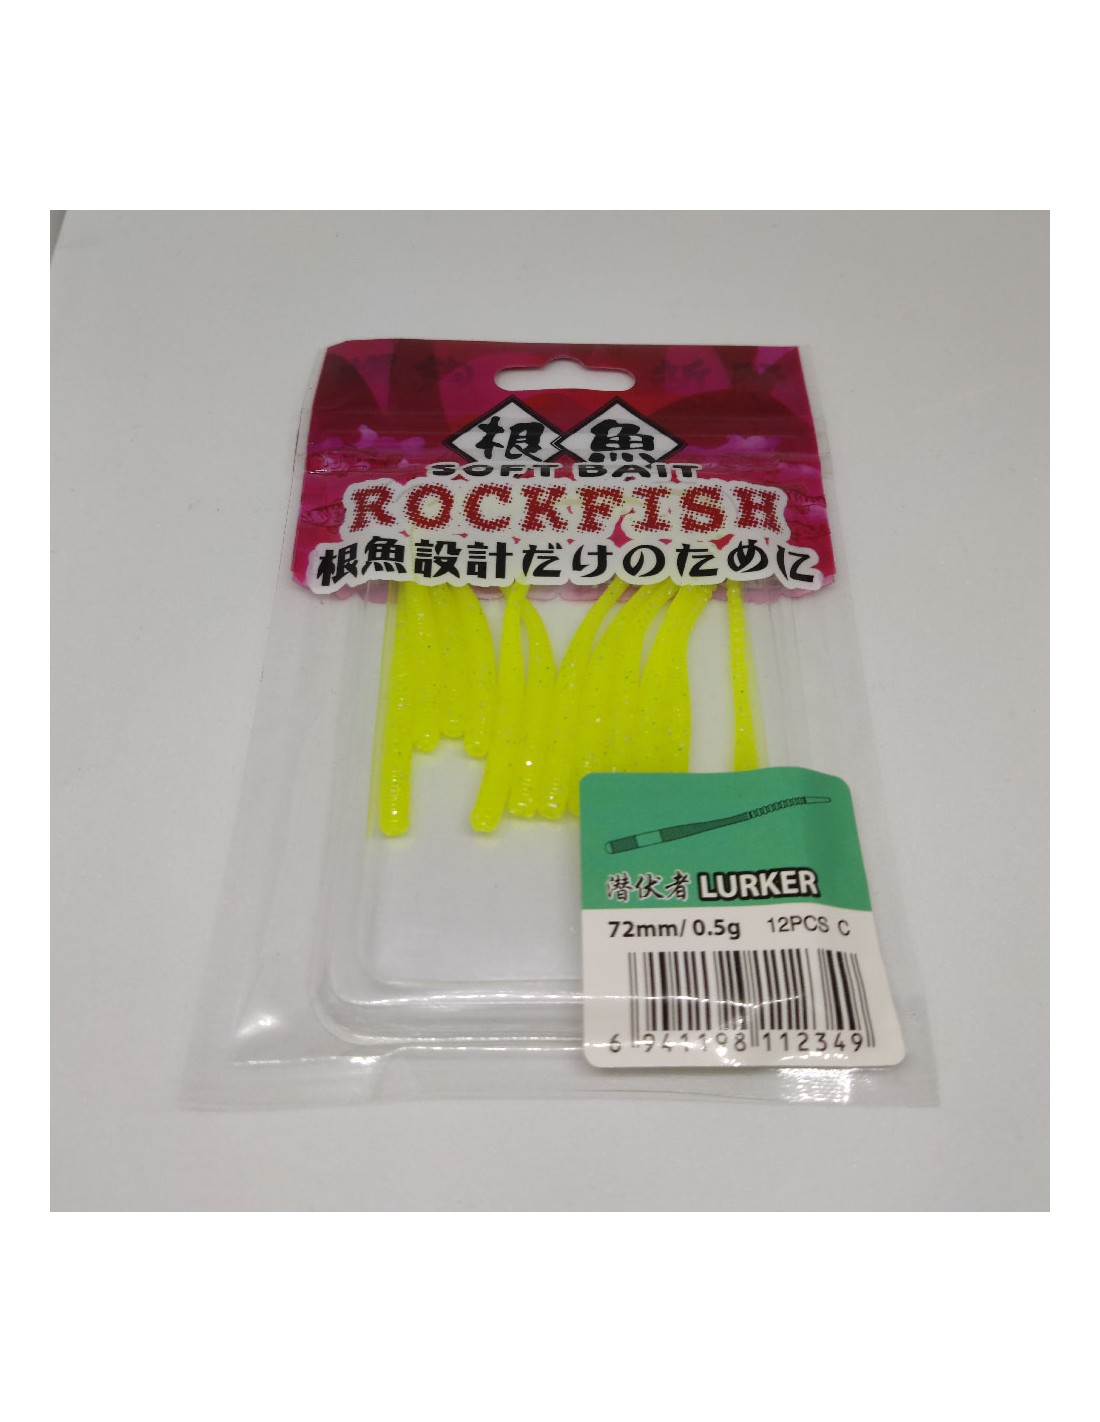 根魚
SOFT BAIT
ROCKFISH
根魚設計だけのために
潜伏者 LURKER
72mm/ 0.5g 12PCS C
6 941198 112349